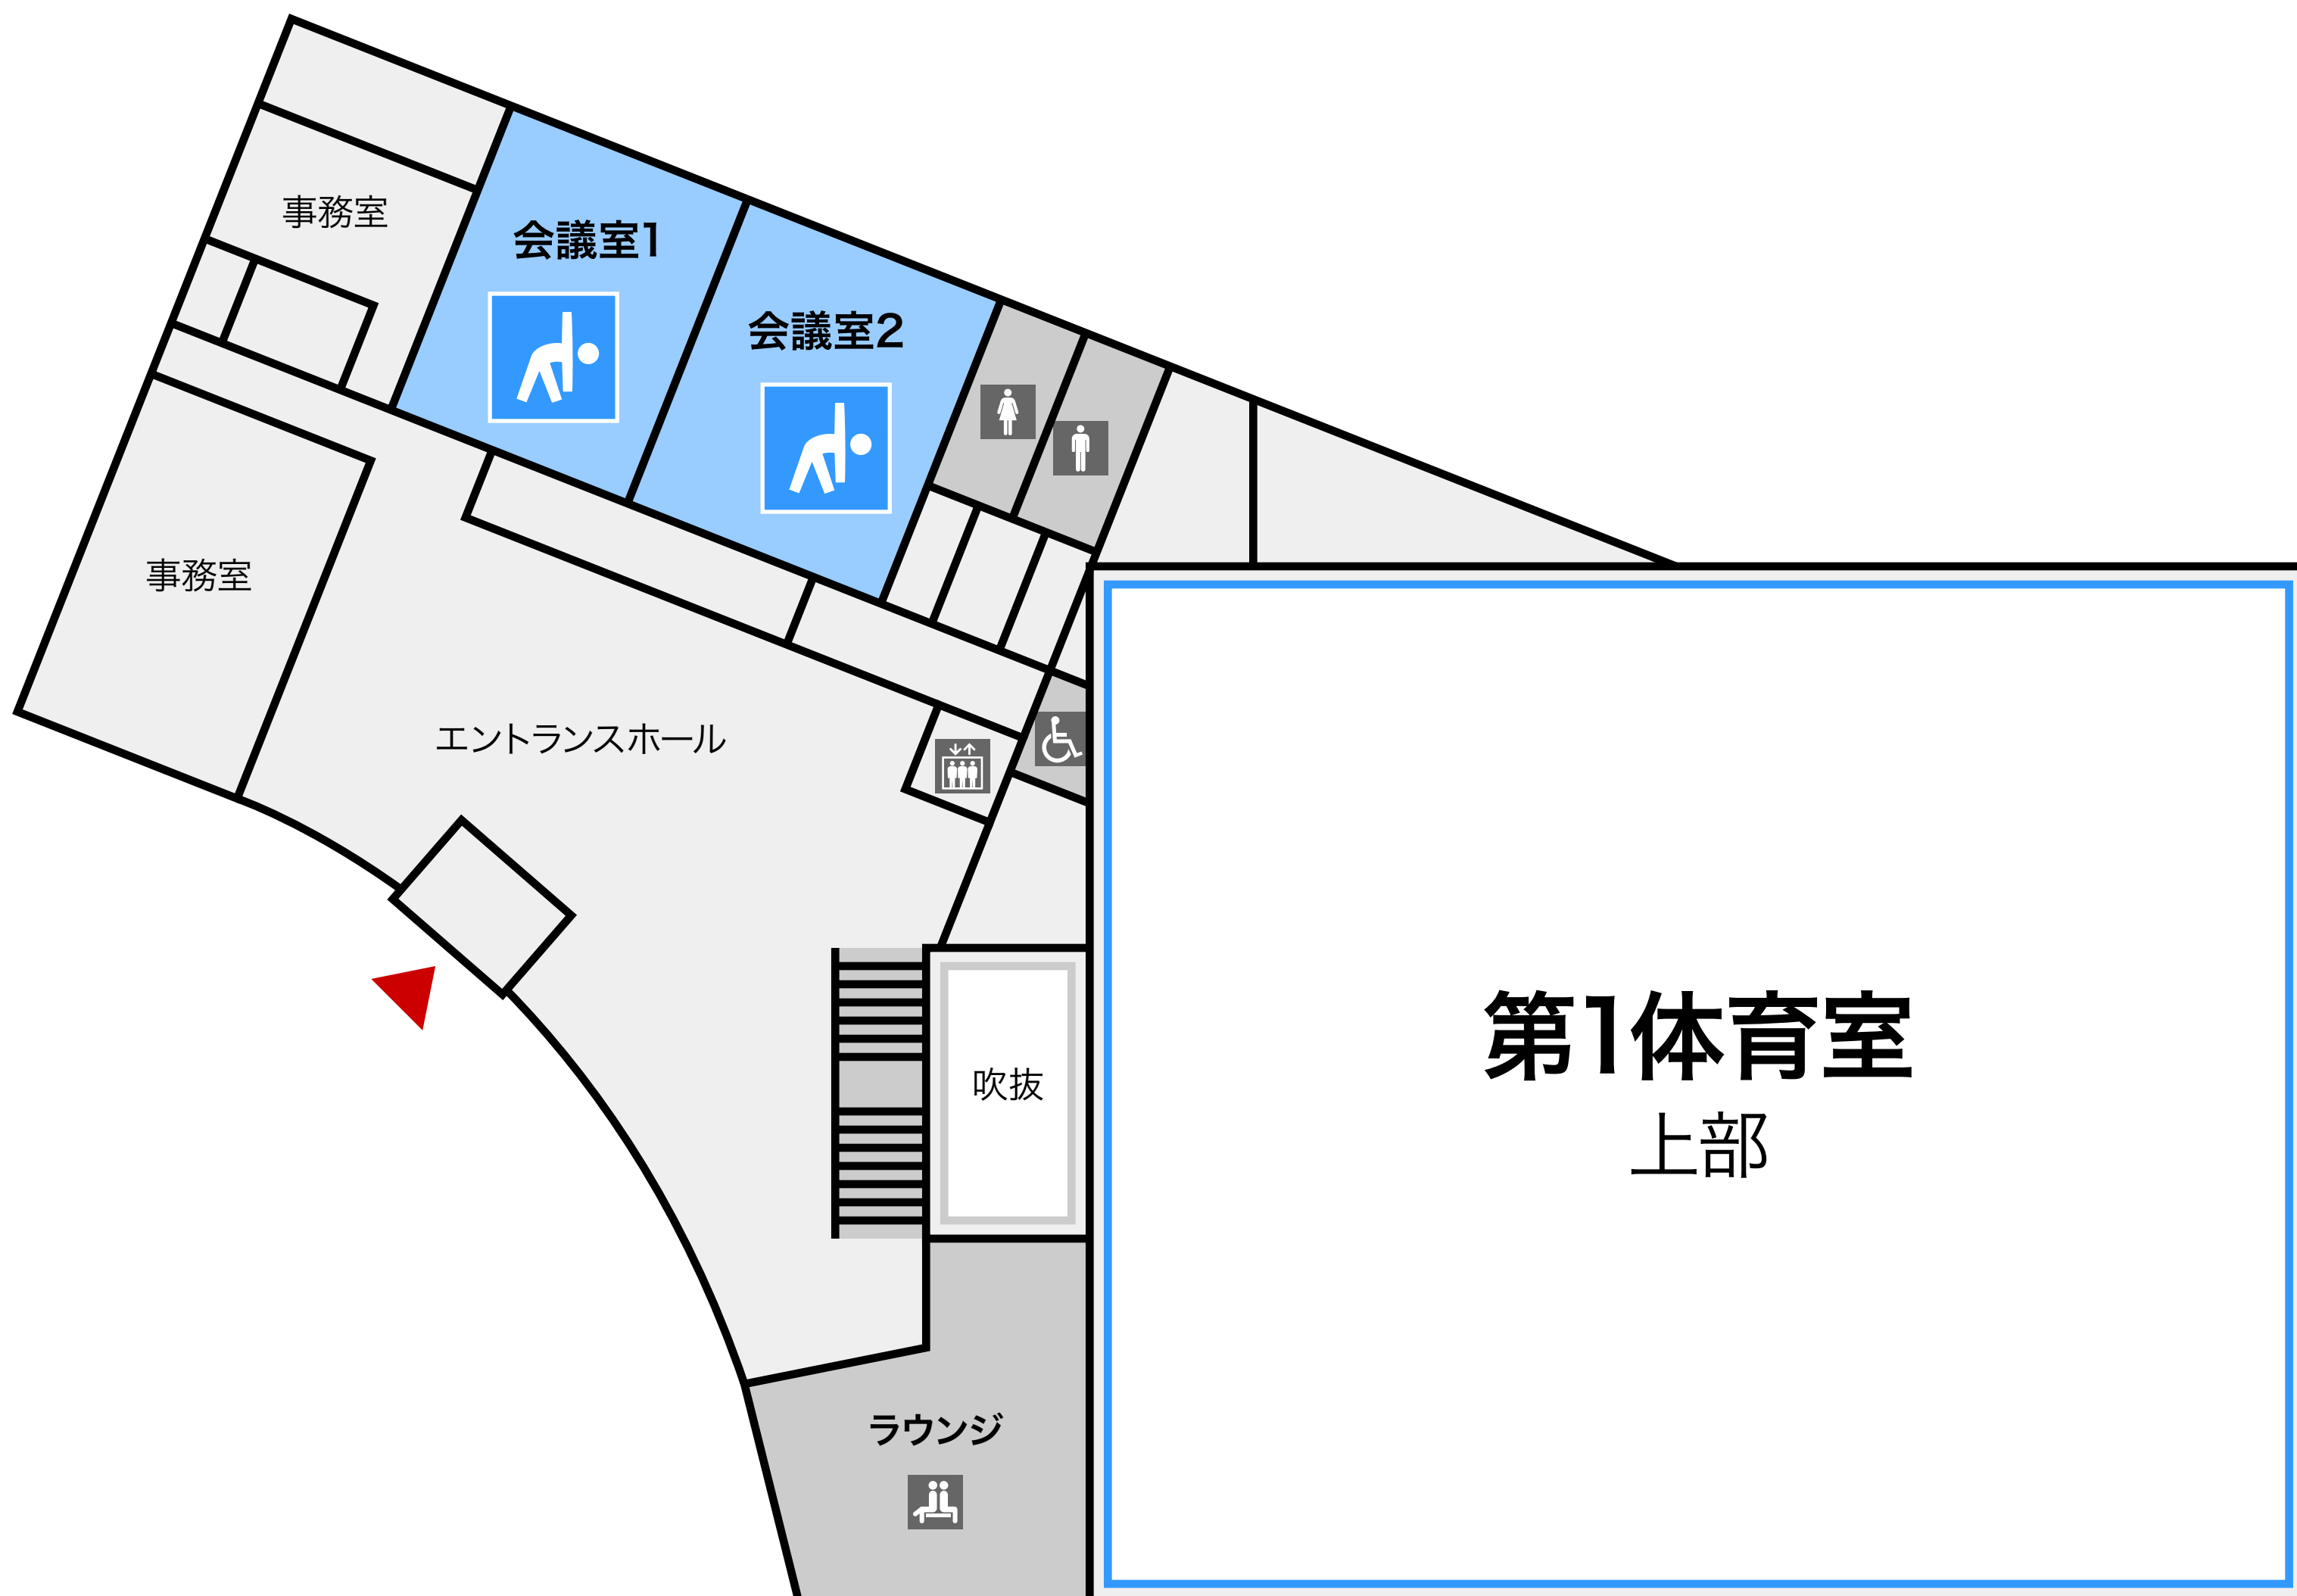 事務室
会議室1
会議室2
事務室
エントランスホール
吹抜
第1体育室
上部
ラウンジ